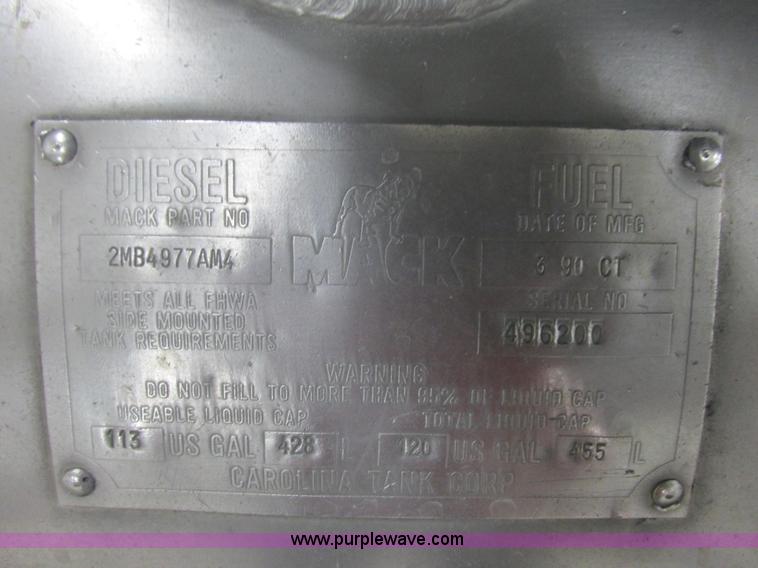 DIESEL FUEL
MACK PART NO DATE OF MFG
2MB4977AM4 MACK 3 90 CT
MEETS ALL FHWA SERIAL NO
SIDE MOUNTED 496200
TANK REQUIREMENTS
WARNING
DO NOT FILL TO MORE THAN 95% OF LIQUID CAP
USEABLE LIQUID CAP TOTAL LIQUID CAP
113 US GAL 428 L 120 US GAL 455 L
CAROLINA TANK CORP
www.purplewave.com